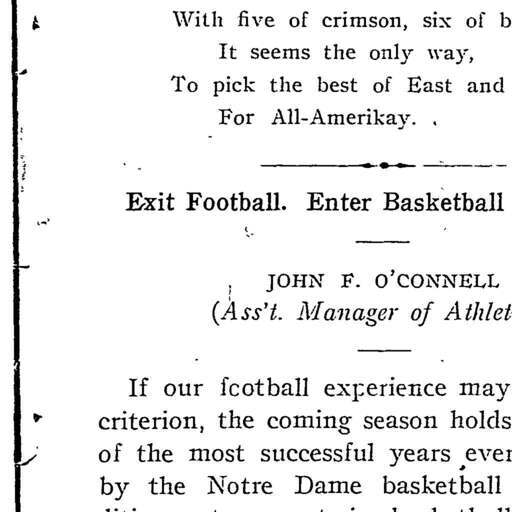 With five of crimson, six of b
It seems the only way,
To pick the best of East and
For All-Amerikay.
Exit Football. Enter Basketball
JOHN F. O'CONNELL
(Ass't. Manager of Athlet
If our football experience may
criterion, the coming season holds
of the most successful years ever
by the Notre Dame basketball